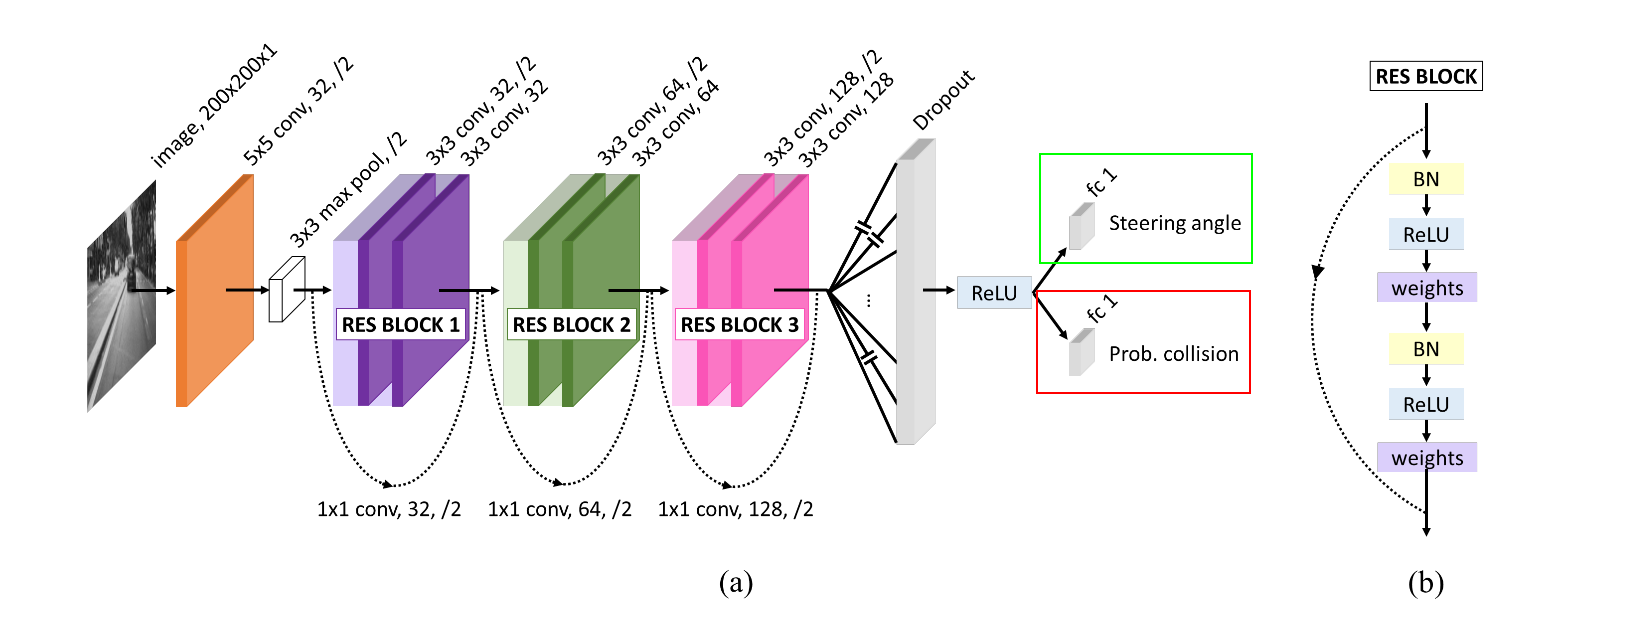 image, 200x200x1
5x5 conv, 32, /2
3x3 max pool, /2
3x3 conv, 32, /2
3x3 conv, 32
3x3 conv, 64, /2
3x3 conv, 64
3x3 conv, 128, /2
3x3 conv, 128
Dropout
RES BLOCK 1
RES BLOCK 2
RES BLOCK 3
1x1 conv, 32, /2
1x1 conv, 64, /2
1x1 conv, 128, /2
ReLU
fc 1
Steering angle
fc 1
Prob. collision
(a)
RES BLOCK
BN
ReLU
weights
BN
ReLU
weights
(b)